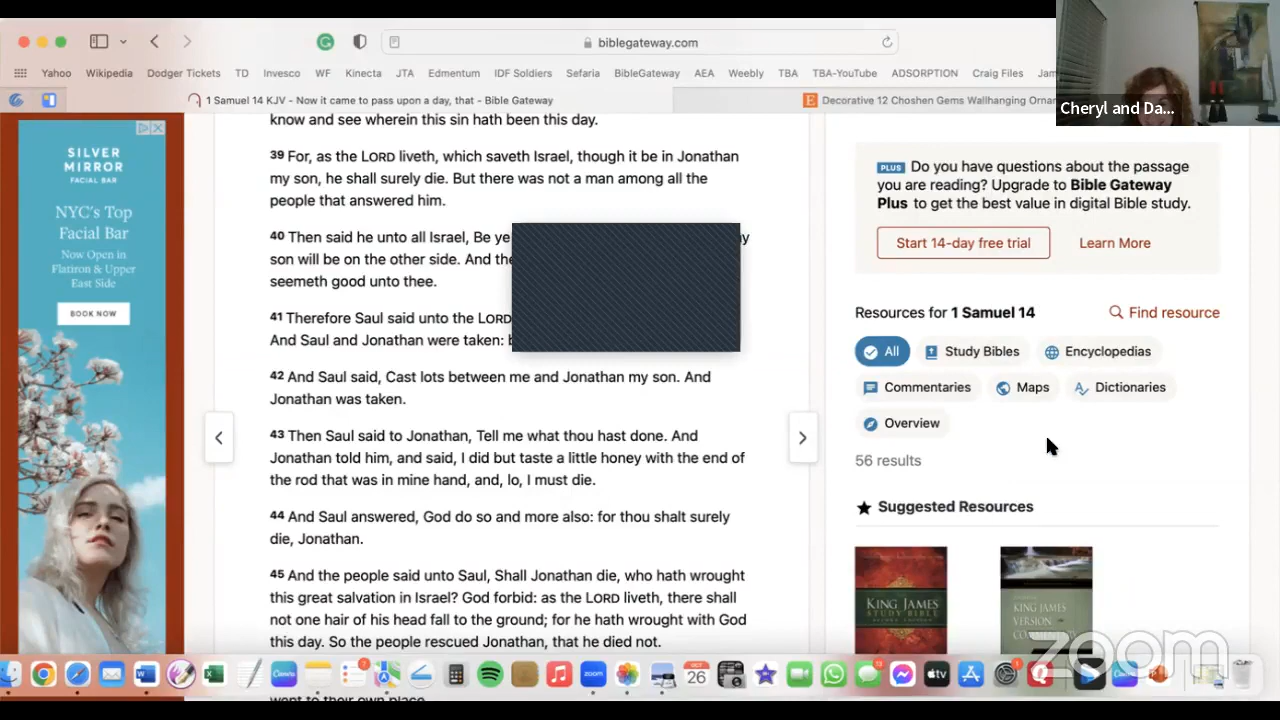 biblegateway.com
Yahoo Wikipedia Dodger Tickets TD Invesco WF Kinecta JTA Edmentum IDF Soldiers Sefaria BibleGateway AEA Weebly TBA TBA-YouTube ADSORPTION Craig Files
Cheryl and Da...
1 Samuel 14 KJV - Now it came to pass upon a day, that - Bible Gateway
Decorative 12 Choshen Gems Wallhanging Ornam
know and see wherein this sin hath been this day.
39 For, as the LORD liveth, which saveth Israel, though it be in Jonathan
my son, he shall surely die. But there was not a man among all the
people that answered him.
40 Then said he unto all Israel, Be ye
son will be on the other side. And the
seemeth good unto thee.
41 Therefore Saul said unto the LORD
And Saul and Jonathan were taken:
42 And Saul said, Cast lots between me and Jonathan my son. And
Jonathan was taken.
43 Then Saul said to Jonathan, Tell me what thou hast done. And
Jonathan told him, and said, I did but taste a little honey with the end of
the rod that was in mine hand, and, lo, I must die.
44 And Saul answered, God do so and more also: for thou shalt surely
die, Jonathan.
45 And the people said unto Saul, Shall Jonathan die, who hath wrought
this great salvation in Israel? God forbid: as the LORD liveth, there shall
not one hair of his head fall to the ground; for he hath wrought with God
this day. So the people rescued Jonathan, that he died not.
SILVER
MIRROR
FACIAL BAR
NYC's Top
Facial Bar
Now Open in
Flatiron & Upper
East Side
BOOK NOW
PLUS Do you have questions about the passage
you are reading? Upgrade to Bible Gateway
Plus to get the best value in digital Bible study.
Start 14-day free trial Learn More
Resources for 1 Samuel 14 Find resource
All Study Bibles Encyclopedias
Commentaries Maps Dictionaries
Overview
56 results
Suggested Resources
KING JAMES
STUDY BIBLE
KING JAMES
VERSION
OCT
26
zoom